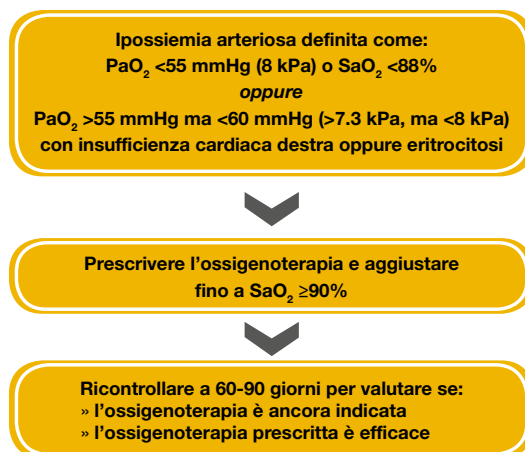 Ipossiemia arteriosa definita come:
PaO₂ <55 mmHg (8 kPa) o SaO₂ <88%
oppure
PaO₂ >55 mmHg ma <60 mmHg (>7.3 kPa, ma <8 kPa)
con insufficienza cardiaca destra oppure eritrocitosi
Prescrivere l'ossigenoterapia e aggiustare
fino a SaO₂ ≥90%
Ricontrollare a 60-90 giorni per valutare se:
» l'ossigenoterapia è ancora indicata
» l'ossigenoterapia prescritta è efficace